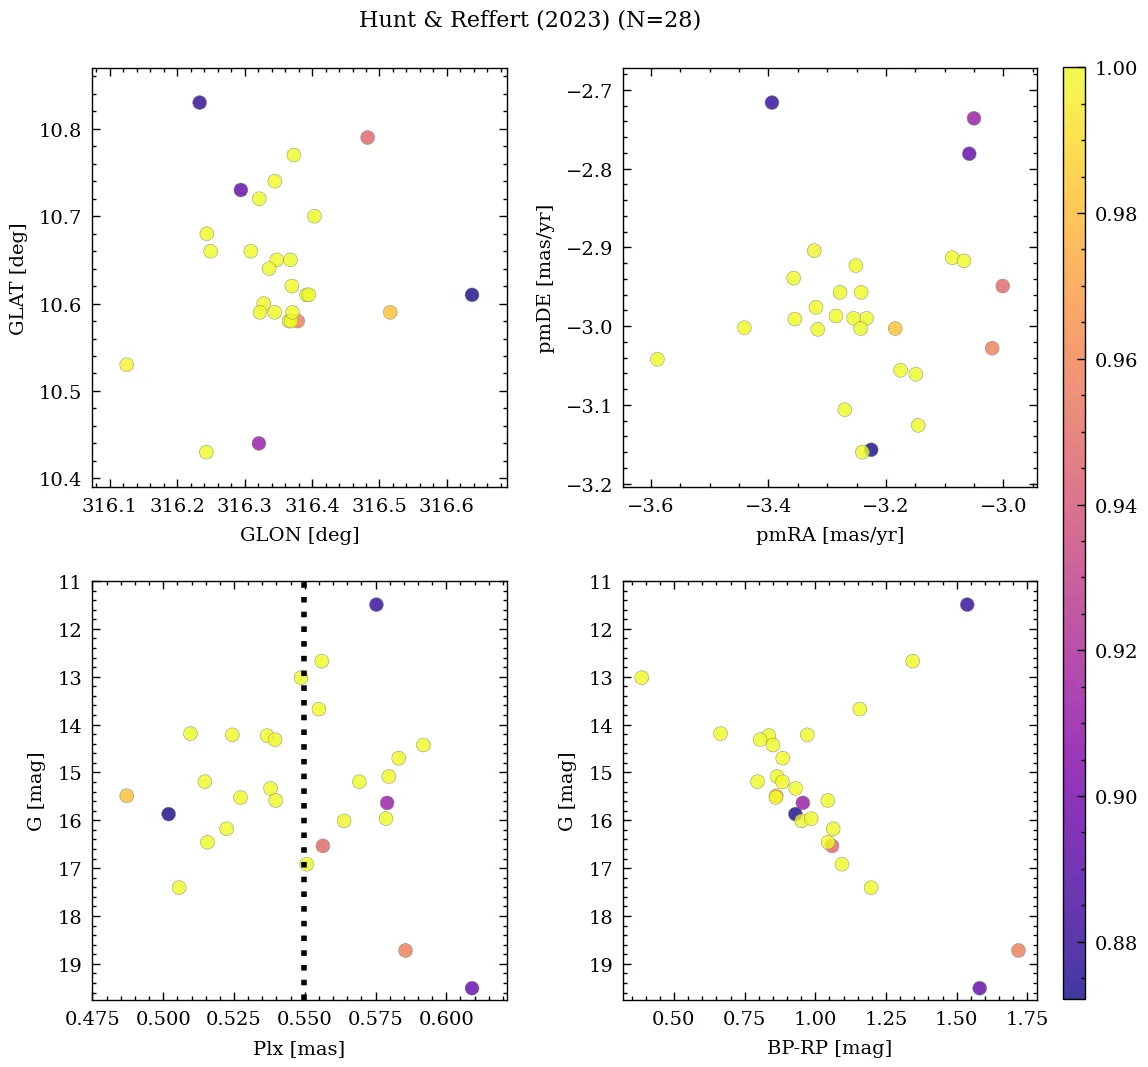 Hunt & Reffert (2023) (N=28)
GLAT [deg]
10.8
10.7
10.6
10.5
10.4
316.1 316.2 316.3 316.4 316.5 316.6
GLON [deg]
pmDE [mas/yr]
−2.7
−2.8
−2.9
−3.0
−3.1
−3.2
−3.6 −3.4 −3.2 −3.0
pmRA [mas/yr]
G [mag]
11
12
13
14
15
16
17
18
19
0.475 0.500 0.525 0.550 0.575 0.600
Plx [mas]
G [mag]
11
12
13
14
15
16
17
18
19
0.50 0.75 1.00 1.25 1.50 1.75
BP-RP [mag]
1.00
0.98
0.96
0.94
0.92
0.90
0.88